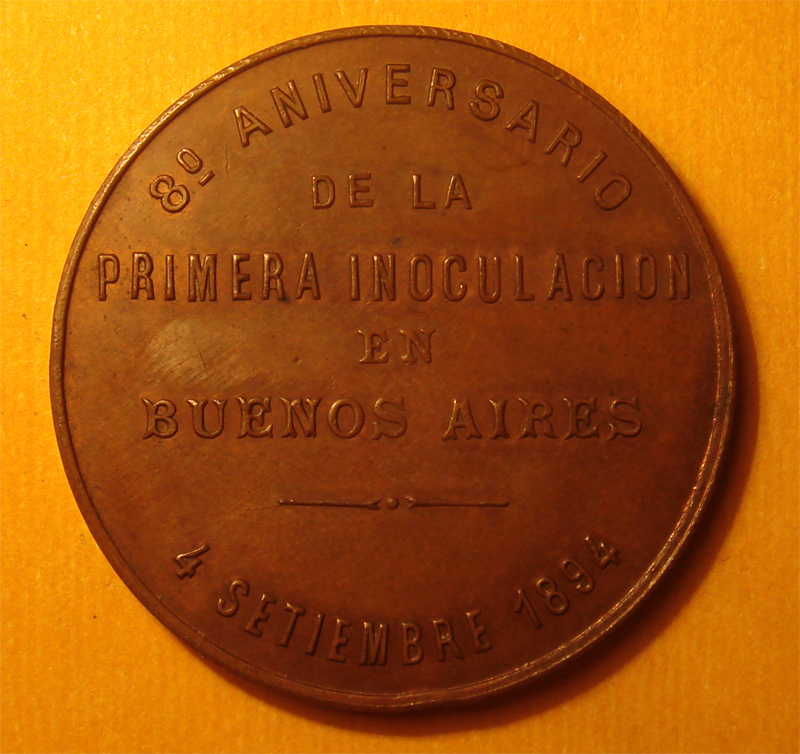 8º ANIVERSARIO
DE LA
PRIMERA INOCULACION
EN
BUENOS AIRES
4 SETIEMBRE 1894